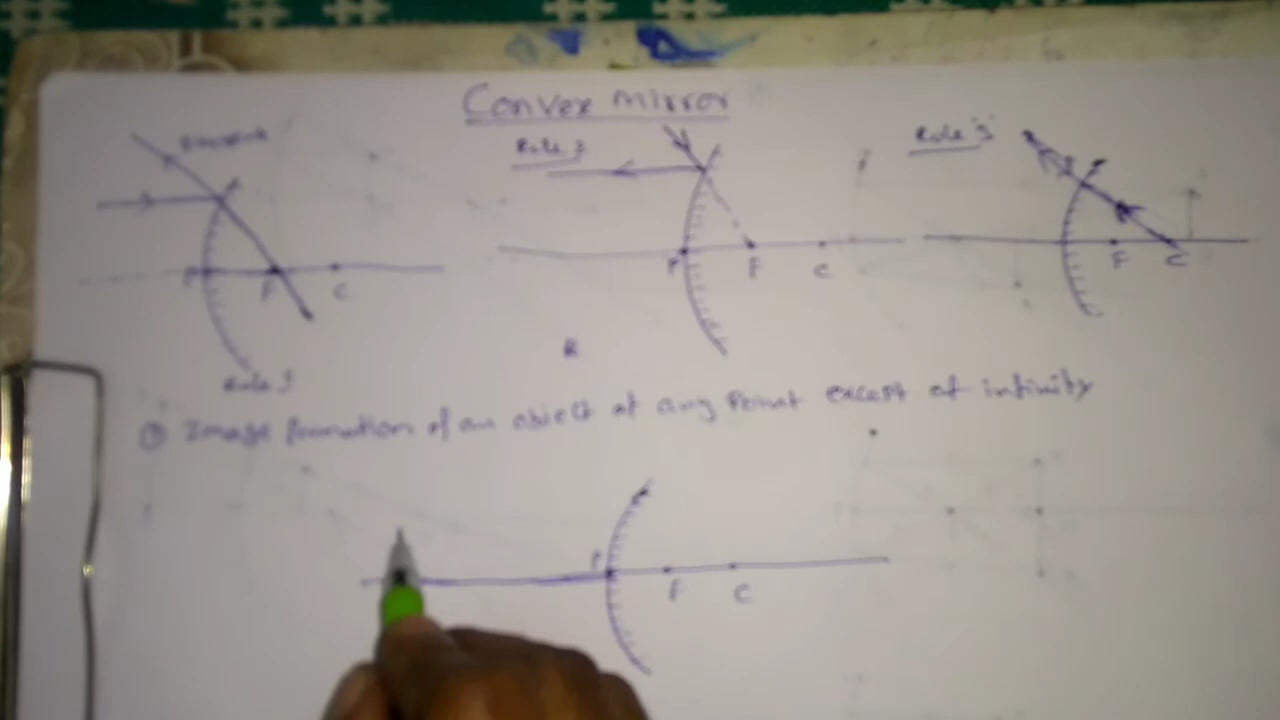 Convex mirror
Rule 2
Rule 3
P F C
P F C
F C
R
Rule 1
① Image formation of an object at any Point except at infinity
P F C